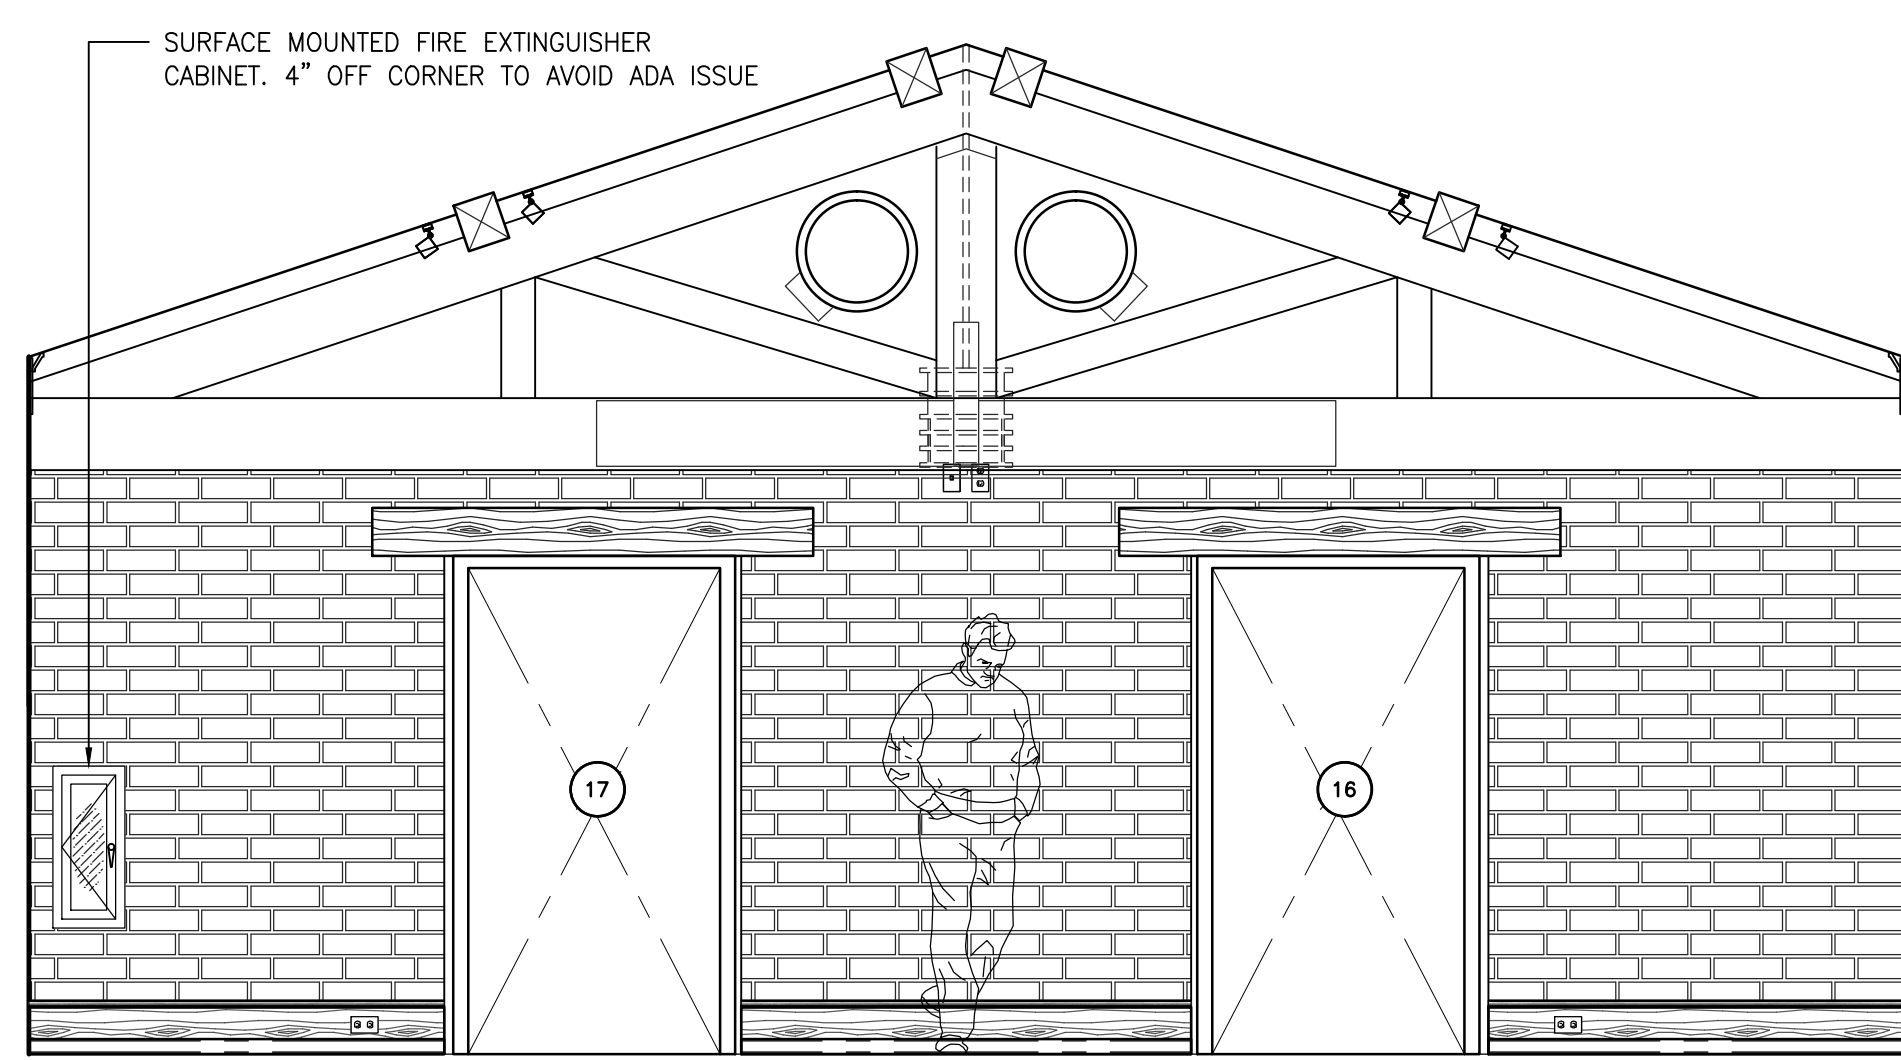 SURFACE MOUNTED FIRE EXTINGUISHER
CABINET. 4” OFF CORNER TO AVOID ADA ISSUE
17
16